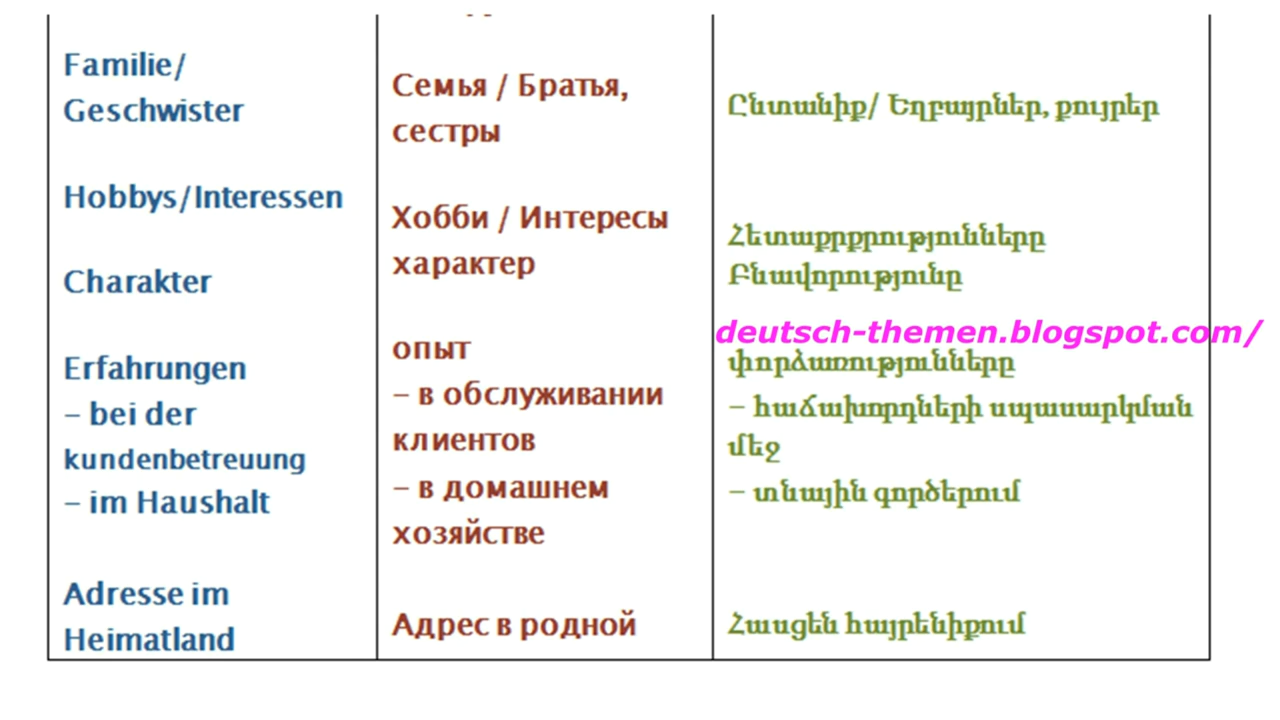 Familie/
Geschwister
Hobbys/Interessen
Charakter
Erfahrungen
– bei der
kundenbetreuung
– im Haushalt
Adresse im
Heimatland
Семья / Братья,
сестры
Хобби / Интересы
характер
опыт
– в обслуживании
клиентов
– в домашнем
хозяйстве
Адрес в родной
Ընտանիք/ Եղբայրներ, քույրեր
Հետաքրքրությունները
Բնավորությունը
deutsch-themen.blogspot.com/
փորձառությունները
– հաճախորդների սպասարկման
մեջ
– տնային գործերում
Հասցեն հայրենիքում